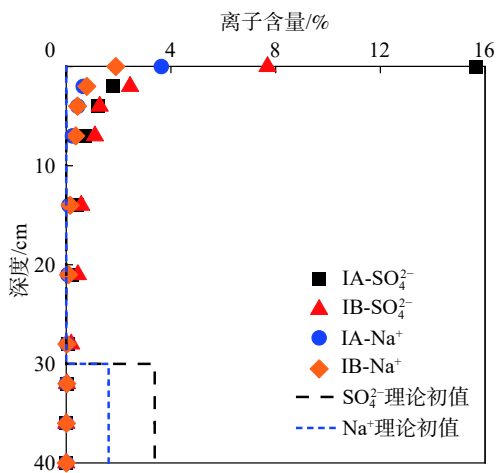 离子含量/%
0 4 8 12 16
10
20
30
40
深度/cm
IA-SO₄²⁻
IB-SO₄²⁻
IA-Na⁺
IB-Na⁺
SO₄²⁻理论初值
Na⁺理论初值